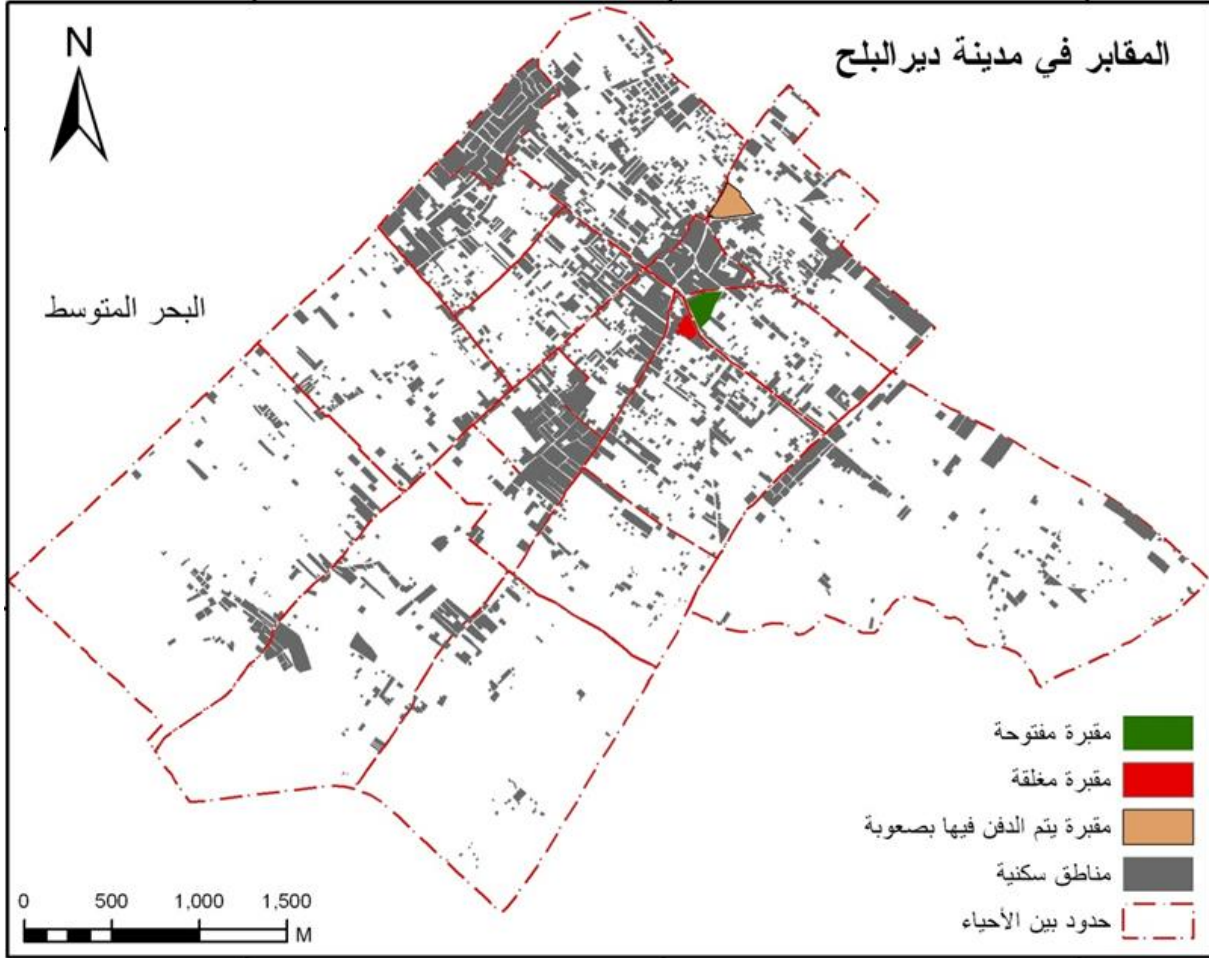 المقابر في مدينة ديرالبلح
N
البحر المتوسط
مقبرة مفتوحة
مقبرة مغلقة
مقبرة يتم الدفن فيها بصعوبة
مناطق سكنية
حدود بين الأحياء
0 500 1,000 1,500
M